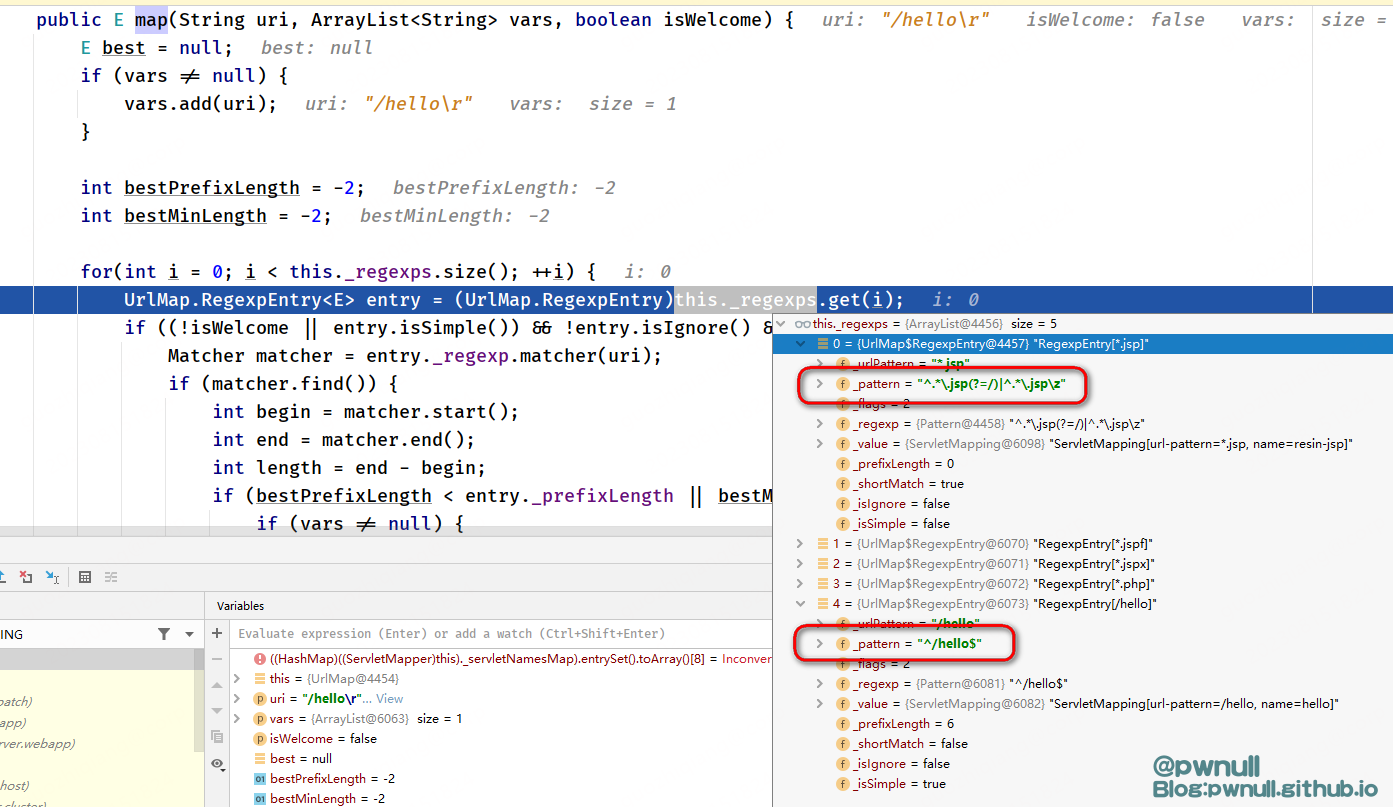 public E map(String uri, ArrayList<String> vars, boolean isWelcome) { uri: "/hello\r" isWelcome: false vars: size =
E best = null; best: null
if (vars ≠ null) {
vars.add(uri); uri: "/hello\r" vars: size = 1
}
int bestPrefixLength = -2; bestPrefixLength: -2
int bestMinLength = -2; bestMinLength: -2
for(int i = 0; i < this._regexps.size(); ++i) { i: 0
UrlMap.RegexpEntry<E> entry = (UrlMap.RegexpEntry)this._regexps.get(i); i: 0
if ((!isWelcome || entry.isSimple()) && !entry.isIgnore() &
Matcher matcher = entry._regexp.matcher(uri);
if (matcher.find()) {
int begin = matcher.start();
int end = matcher.end();
int length = end - begin;
if (bestPrefixLength < entry._prefixLength || bestM
if (vars ≠ null) {
this._regexps = {ArrayList@4456} size = 5
0 = {UrlMap$RegexpEntry@4457} "RegexpEntry[*.jsp]"
_urlPattern = "*.jsp"
_pattern = "^.*\.jsp(?=/)|^.*\.jsp\z"
_flags = 2
_regexp = {Pattern@4458} "^.*\.jsp(?=/)|^.*\.jsp\z"
_value = {ServletMapping@6098} "ServletMapping[url-pattern=*.jsp, name=resin-jsp]"
_prefixLength = 0
_shortMatch = true
_isIgnore = false
_isSimple = false
1 = {UrlMap$RegexpEntry@6070} "RegexpEntry[*.jspf]"
2 = {UrlMap$RegexpEntry@6071} "RegexpEntry[*.jspx]"
3 = {UrlMap$RegexpEntry@6072} "RegexpEntry[*.php]"
4 = {UrlMap$RegexpEntry@6073} "RegexpEntry[/hello]"
_urlPattern = "/hello"
_pattern = "^/hello$"
_flags = 2
_regexp = {Pattern@6081} "^/hello$"
_value = {ServletMapping@6082} "ServletMapping[url-pattern=/hello, name=hello]"
_prefixLength = 6
_shortMatch = false
_isIgnore = false
_isSimple = true
Variables
ING
Evaluate expression (Enter) or add a watch (Ctrl+Shift+Enter)
((HashMap)((ServletMapper)this)._servletNamesMap).entrySet().toArray()[8] = Inconver
this = {UrlMap@4454}
uri = "/hello\r"... View
vars = {ArrayList@6063} size = 1
isWelcome = false
best = null
bestPrefixLength = -2
bestMinLength = -2
patch)
app)
rver.webapp)
host)
r.cluster)
@pwnull
Blog:pwnull.github.io